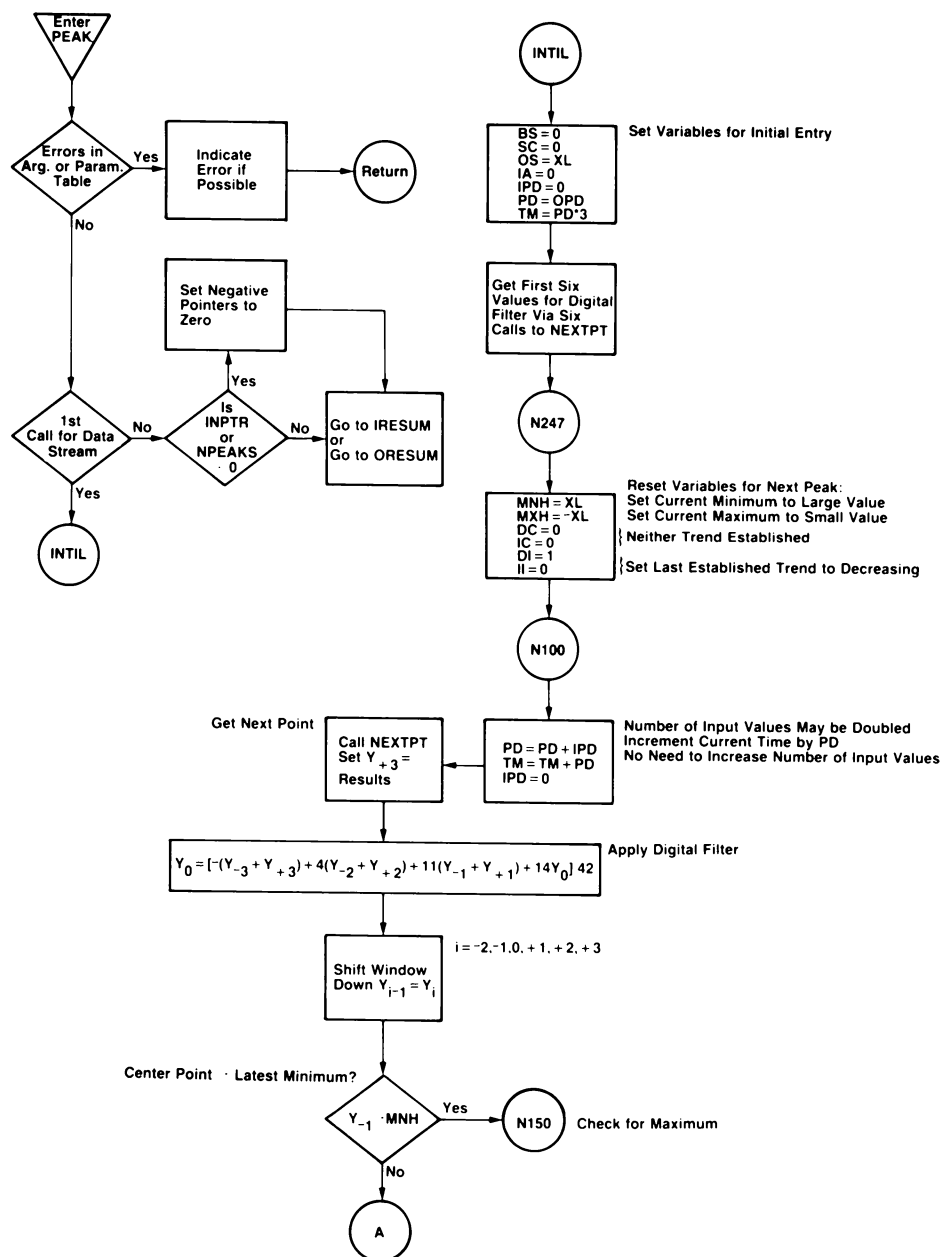 Enter
PEAK
Errors in
Arg. or Param.
Table
Yes
Indicate
Error if
Possible
Return
No
Set Negative
Pointers to
Zero
Yes
1st
Call for Data
Stream
No
Is
INPTR
or
NPEAKS
· 0
No
Go to IRESUM
or
Go to ORESUM
Yes
INTIL
INTIL
BS = 0
SC = 0
OS = XL
IA = 0
IPD = 0
PD = OPD
TM = PD*3
Set Variables for Initial Entry
Get First Six
Values for Digital
Filter Via Six
Calls to NEXTPT
N247
MNH = XL
MXH = -XL
DC = 0
IC = 0
DI = 1
II = 0
Reset Variables for Next Peak:
Set Current Minimum to Large Value
Set Current Maximum to Small Value
Neither Trend Established
Set Last Established Trend to Decreasing
N100
PD = PD + IPD
TM = TM + PD
IPD = 0
Number of Input Values May be Doubled
Increment Current Time by PD
No Need to Increase Number of Input Values
Get Next Point
Call NEXTPT
Set Y+3 =
Results
Y0 = [-(Y-3 + Y+3) + 4(Y-2 + Y+2) + 11(Y-1 + Y+1) + 14Y0] 42
Apply Digital Filter
Shift Window
Down Yi-1 = Yi
i = -2,-1,0, + 1, + 2, + 3
Center Point · Latest Minimum?
Y-1 · MNH
Yes
N150
Check for Maximum
No
A